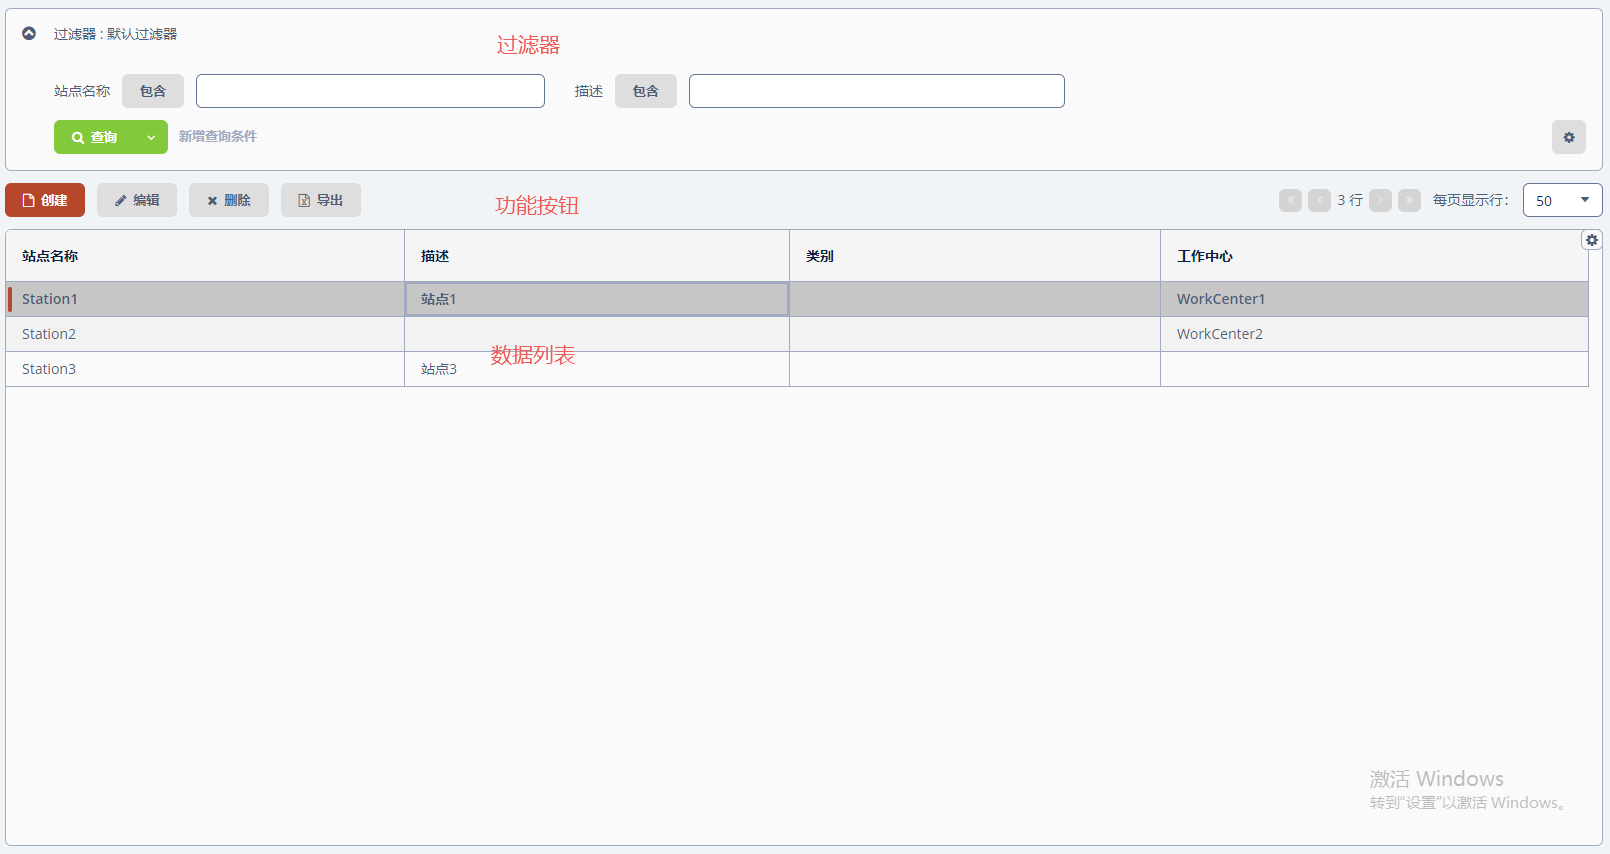 过滤器 : 默认过滤器
过滤器
站点名称 包含 描述 包含
查询 新增查询条件
创建 编辑 删除 导出 功能按钮 3 行 每页显示行: 50
站点名称 描述 类别 工作中心
Station1 站点1 WorkCenter1
Station2 WorkCenter2
数据列表
Station3 站点3
激活 Windows
转到"设置"以激活 Windows。